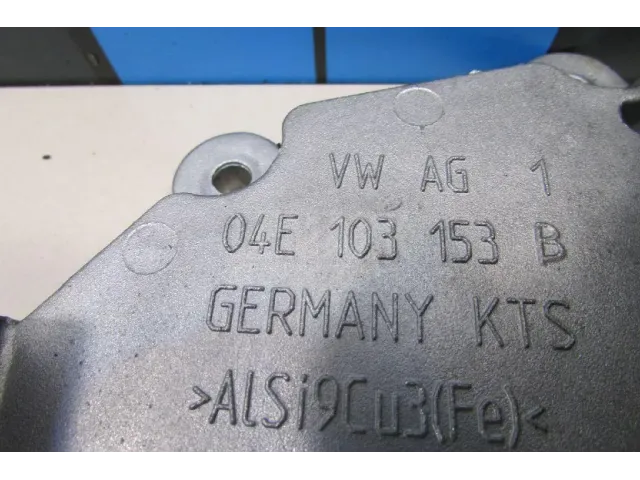 VW AG 1
04E 103 153 B
GERMANY KTS
>AlSi9Cu3(Fe)<